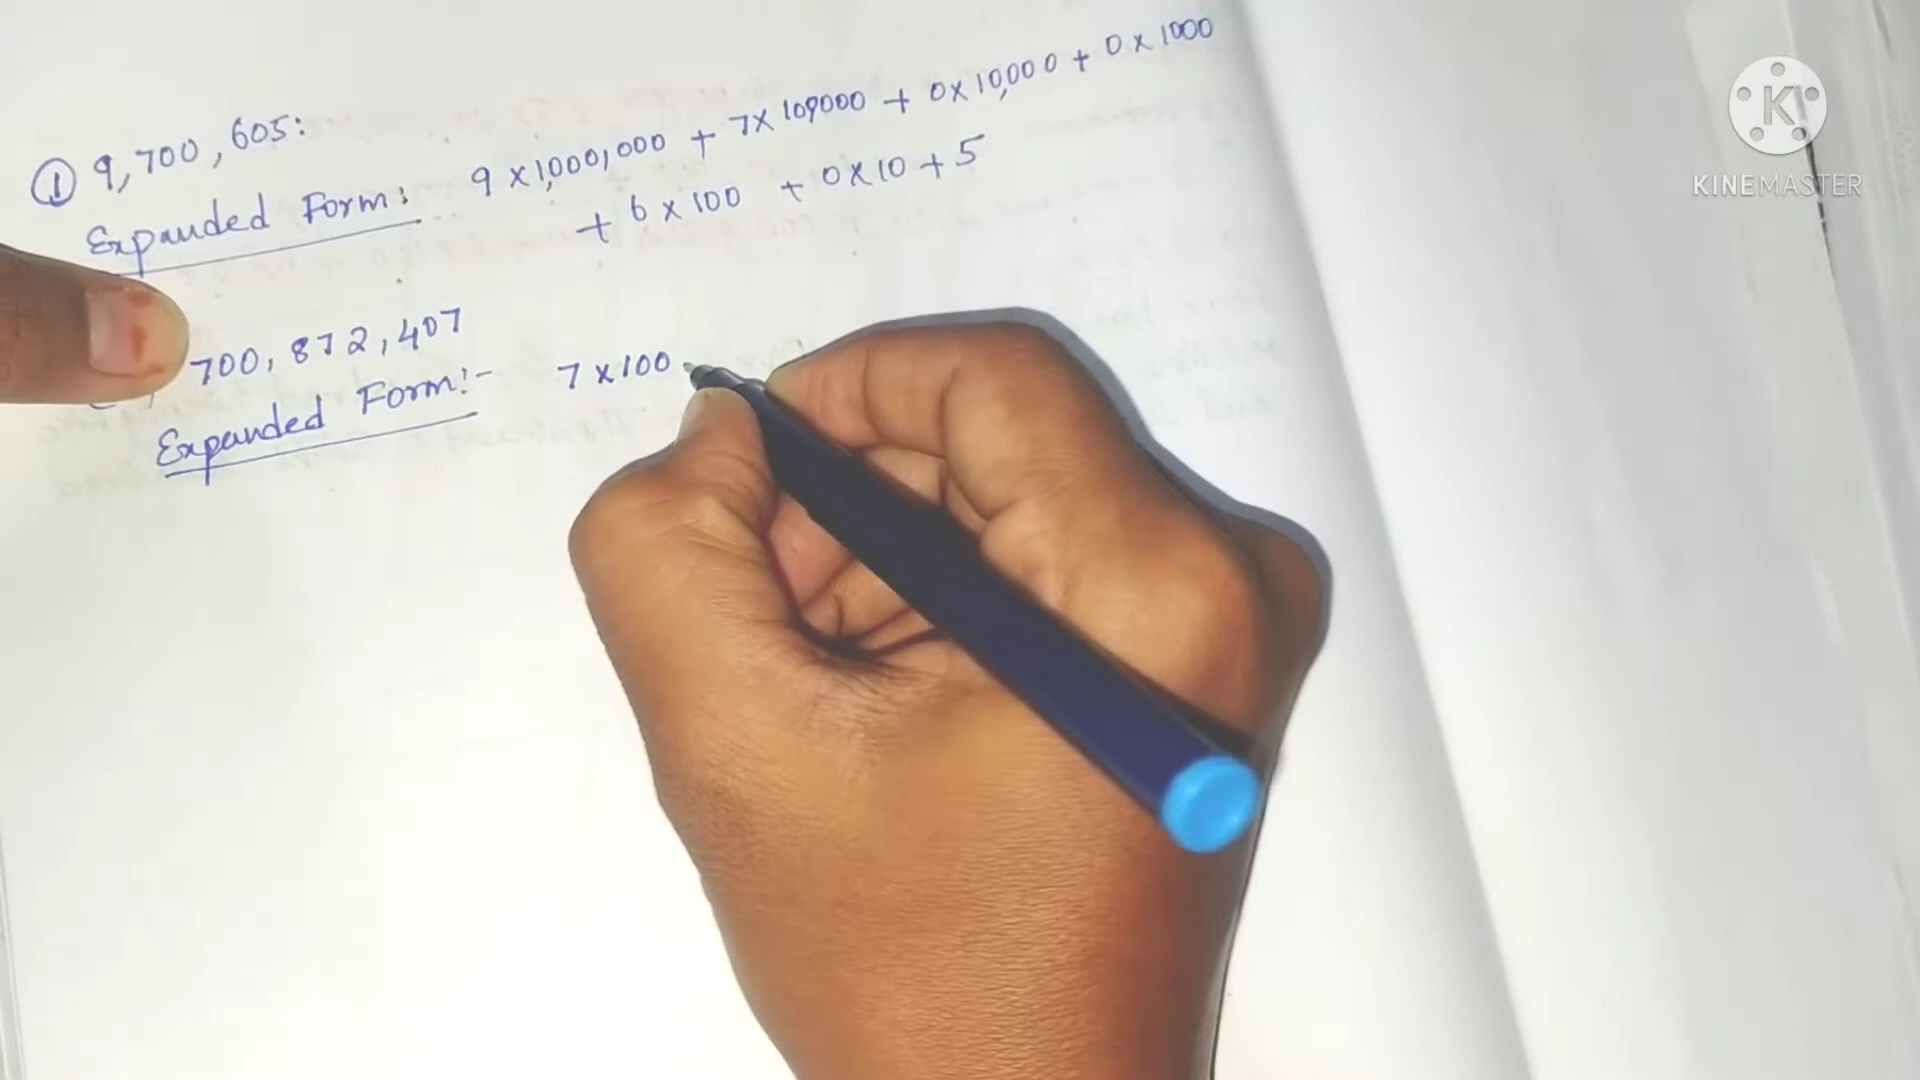 ① 9,700,605:
Expanded Form: 9 × 1,000,000 + 7 × 100,000 + 0 × 10,000 + 0 × 1000
+ 6 × 100 + 0 × 10 + 5
700, 872, 407
Expanded Form:- 7 × 100
KINEMASTER